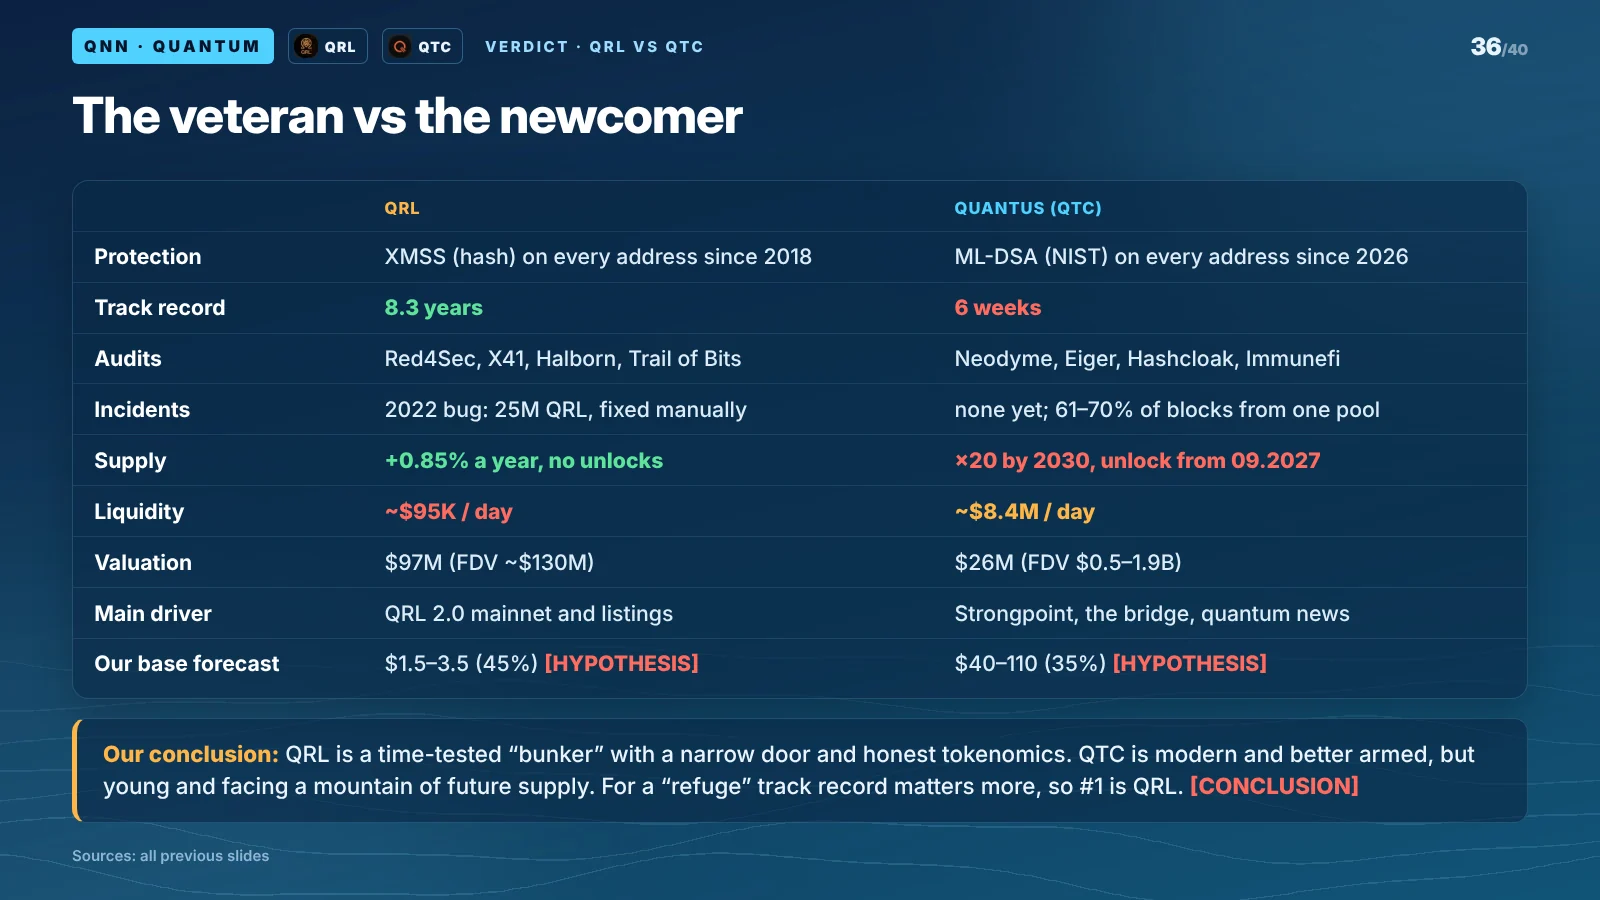 QNN · QUANTUM QRL QTC VERDICT · QRL VS QTC 36/40
The veteran vs the newcomer
QRL QUANTUS (QTC)
Protection XMSS (hash) on every address since 2018 ML-DSA (NIST) on every address since 2026
Track record 8.3 years 6 weeks
Audits Red4Sec, X41, Halborn, Trail of Bits Neodyme, Eiger, Hashcloak, Immunefi
Incidents 2022 bug: 25M QRL, fixed manually none yet; 61–70% of blocks from one pool
Supply +0.85% a year, no unlocks ×20 by 2030, unlock from 09.2027
Liquidity ~$95K / day ~$8.4M / day
Valuation $97M (FDV ~$130M) $26M (FDV $0.5–1.9B)
Main driver QRL 2.0 mainnet and listings Strongpoint, the bridge, quantum news
Our base forecast $1.5–3.5 (45%) [HYPOTHESIS] $40–110 (35%) [HYPOTHESIS]
Our conclusion: QRL is a time-tested “bunker” with a narrow door and honest tokenomics. QTC is modern and better armed, but
young and facing a mountain of future supply. For a “refuge” track record matters more, so #1 is QRL. [CONCLUSION]
Sources: all previous slides